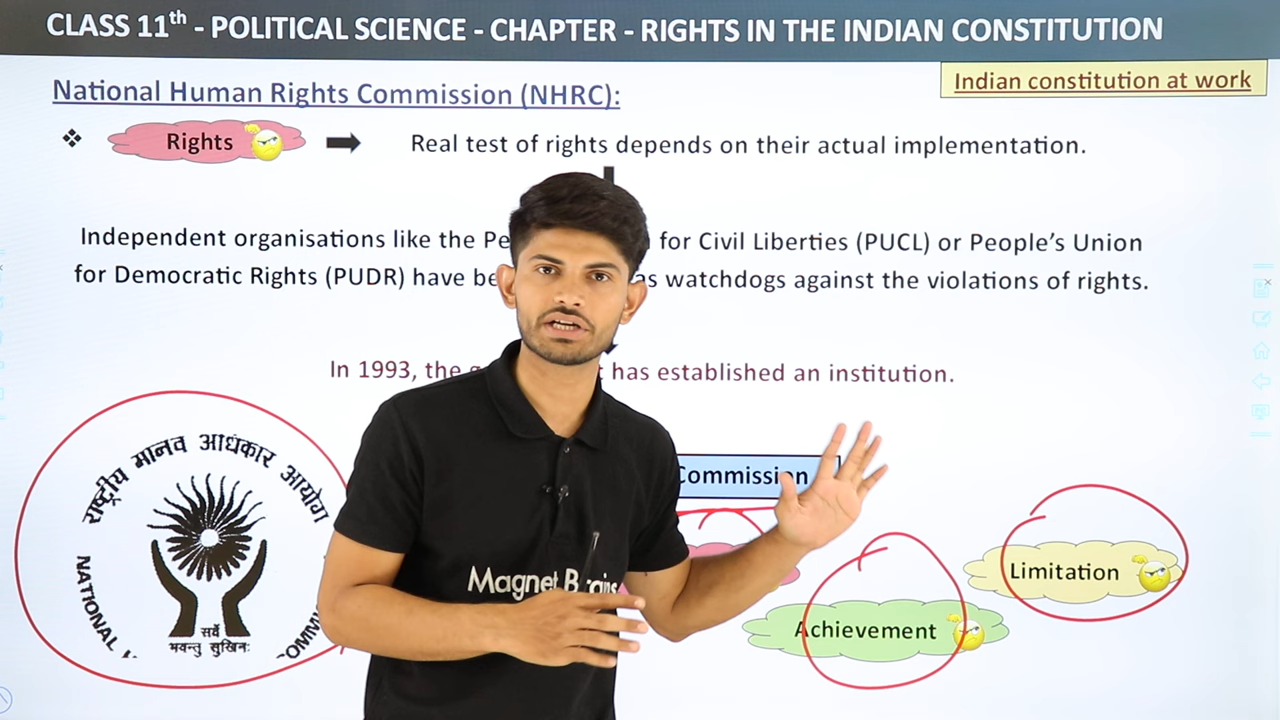 CLASS 11th - POLITICAL SCIENCE - CHAPTER - RIGHTS IN THE INDIAN CONSTITUTION
Indian constitution at work
National Human Rights Commission (NHRC):
Rights
Real test of rights depends on their actual implementation.
Independent organisations like the for Civil Liberties (PUCL) or People's Union
for Democratic Rights (PUDR) have as watchdogs against the violations of rights.
In 1993, the has established an institution.
Commission
Limitation
Achievement
राष्ट्रीय मानव अधिकार आयोग
NATIONAL
सर्वे
भवन्तु सुखिनः
Magnet Brains